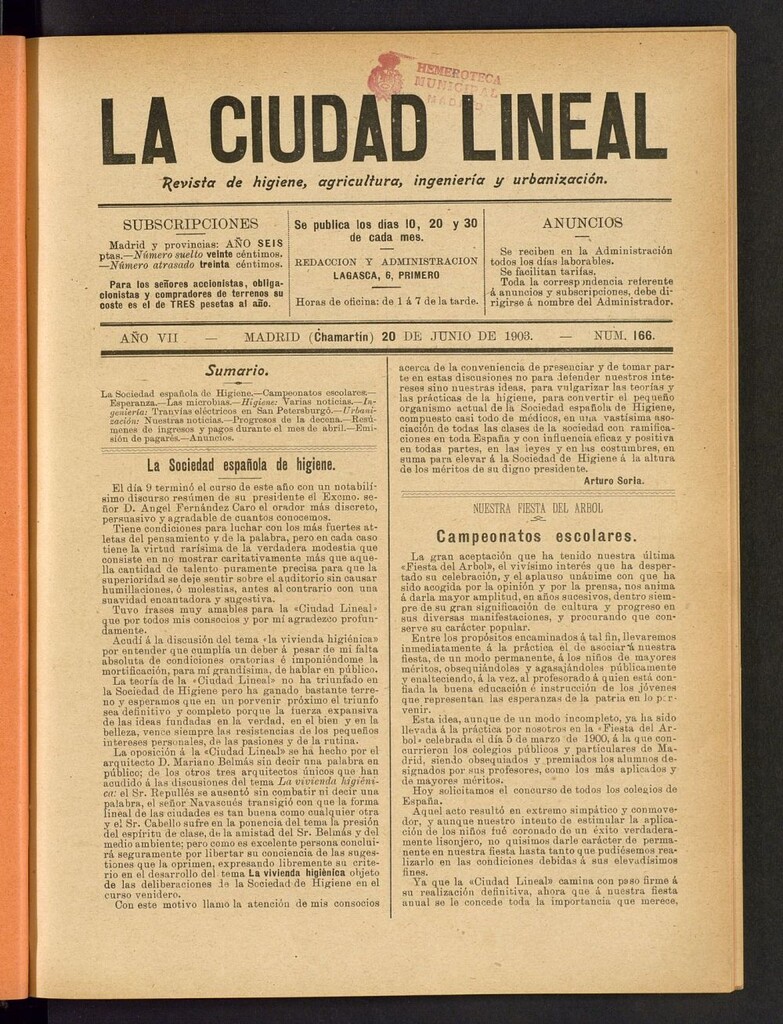 HEMEROTECA
MUNICIPAL
MADRID
LA CIUDAD LINEAL
Revista de higiene, agricultura, ingeniería y urbanización.
SUBSCRIPCIONES
Madrid y provincias: AÑO SEIS
ptas.—Número suelto veinte céntimos.
—Número atrasado treinta céntimos.
Para los señores accionistas, obliga-
cionistas y compradores de terrenos su
coste es el de TRES pesetas al año.
Se publica los días 10, 20 y 30
de cada mes.
REDACCION Y ADMINISTRACION
LAGASCA, 6, PRIMERO
Horas de oficina: de 1 á 7 de la tarde.
ANUNCIOS
Se reciben en la Administración
todos los días laborables.
Se facilitan tarifas.
Toda la correspondencia referente
á anuncios y subscripciones, debe di-
rigirse á nombre del Administrador.
AÑO VII — MADRID (Chamartín) 20 DE JUNIO DE 1903. — NUM. 166.
Sumario.
La Sociedad española de Higiene.—Campeonatos escolares.—
Esperanza.—Las microbias.—Higiene: Varias noticias.—In-
geniería: Tranvías eléctricos en San Petersburgo.—Urbani-
zación: Nuestras noticias.—Progresos de la decena.—Resú-
menes de ingresos y pagos durante el mes de abril.—Emi-
sión de pagarés.—Anuncios.
La Sociedad española de higiene.
El día 9 terminó el curso de este año con un notabilí-
simo discurso resúmen de su presidente el Excmo. se-
ñor D. Angel Fernández Caro el orador más discreto,
persuasivo y agradable de cuantos conocemos.
Tiene condiciones para luchar con los más fuertes at-
letas del pensamiento y de la palabra, pero en cada caso
tiene la virtud rarísima de la verdadera modestia que
consiste en no mostrar caritativamente más que aque-
lla cantidad de talento puramente precisa para que la
superioridad se deje sentir sobre el auditorio sin causar
humillaciones, ó molestias, antes al contrario con una
suavidad encantadora y sugestiva.
Tuvo frases muy amables para la «Ciudad Lineal»
que por todos mis consocios y por mi agradezco profun-
damente.
Acudí á la discusión del tema «la vivienda higiénica»
por entender que cumplía un deber á pesar de mi falta
absoluta de condiciones oratorias é imponiéndome la
mortificación, para mi grandísima, de hablar en público.
La teoría de la «Ciudad Lineal» no ha triunfado en
la Sociedad de Higiene pero ha ganado bastante terre-
no y esperamos que en un porvenir próximo el triunfo
sea definitivo y completo porque la fuerza expansiva
de las ideas fundadas en la verdad, en el bien y en la
belleza, vence siempre las resistencias de los pequeños
intereses personales, de las pasiones y de la rutina.
La oposición á la «Ciudad Lineal» se ha hecho por el
arquitecto D. Mariano Belmás sin decir una palabra en
público; de los otros tres arquitectos únicos que han
acudido á las discusiones del tema La vivienda higiéni-
ca: el Sr. Repullés se ausentó sin combatir ni decir una
palabra, el señor Navascués transigió con que la forma
lineal de las ciudades es tan buena como cualquier otra
y el Sr. Cabello sufre en la ponencia del tema la presión
del espíritu de clase, de la amistad del Sr. Belmás y del
medio ambiente; pero como es excelente persona conclui-
rá seguramente por libertar su conciencia de las suges-
tiones que la oprimen, expresando libremente su crite-
rio en el desarrollo del tema La vivienda higiénica objeto
de las deliberaciones de la Sociedad de Higiene en el
curso venidero.
Con este motivo llamo la atención de mis consocios
acerca de la conveniencia de presenciar y de tomar par-
te en estas discusiones no para defender nuestros inte-
reses sino nuestras ideas, para vulgarizar las teorías y
las prácticas de la higiene, para convertir el pequeño
organismo actual de la Sociedad española de Higiene,
compuesto casi todo de médicos, en una vastísima aso-
ciación de todas las clases de la sociedad con ramifica-
ciones en toda España y con influencia eficaz y positiva
en todas partes, en las leyes y en las costumbres, en
suma para elevar á la Sociedad de Higiene á la altura
de los méritos de su digno presidente.
Arturo Soria.
NUESTRA FIESTA DEL ARBOL
Campeonatos escolares.
La gran aceptación que ha tenido nuestra última
«Fiesta del Arbol», el vivísimo interés que ha desper-
tado su celebración, y el aplauso unánime con que ha
sido acogida por la opinión y por la prensa, nos anima
á darla mayor amplitud, en años sucesivos, dentro siem-
pre de su gran significación de cultura y progreso en
sus diversas manifestaciones, y procurando que con-
serve su carácter popular.
Entre los propósitos encaminados á tal fin, llevaremos
inmediatamente á la práctica el de asociar á nuestra
fiesta, de un modo permanente, á los niños de mayores
méritos, obsequiándoles y agasajándoles públicamente
y enalteciendo, á la vez, al profesorado á quien está con-
fiada la buena educación é instrucción de los jóvenes
que representan las esperanzas de la patria en lo por-
venir.
Esta idea, aunque de un modo incompleto, ya ha sido
llevada á la práctica por nosotros en la «Fiesta del Ar-
bol» celebrada el día 5 de marzo de 1900, á la que con-
currieron los colegios públicos y particulares de Ma-
drid, siendo obsequiados y premiados los alumnos de-
signados por sus profesores, como los más aplicados y
de mayores méritos.
Hoy solicitamos el concurso de todos los colegios de
España.
Aquel acto resultó en extremo simpático y conmove-
dor, y aunque nuestro intento de estimular la aplica-
ción de los niños fué coronado de un éxito verdadera-
mente lisonjero, no quisimos darle carácter de perma-
nente en nuestra fiesta hasta tanto que pudiésemos rea-
lizarlo en las condiciones debidas á sus elevadísimos
fines.
Ya que la «Ciudad Lineal» camina con paso firme á
su realización definitiva, ahora que á nuestra fiesta
anual se le concede toda la importancia que merece,